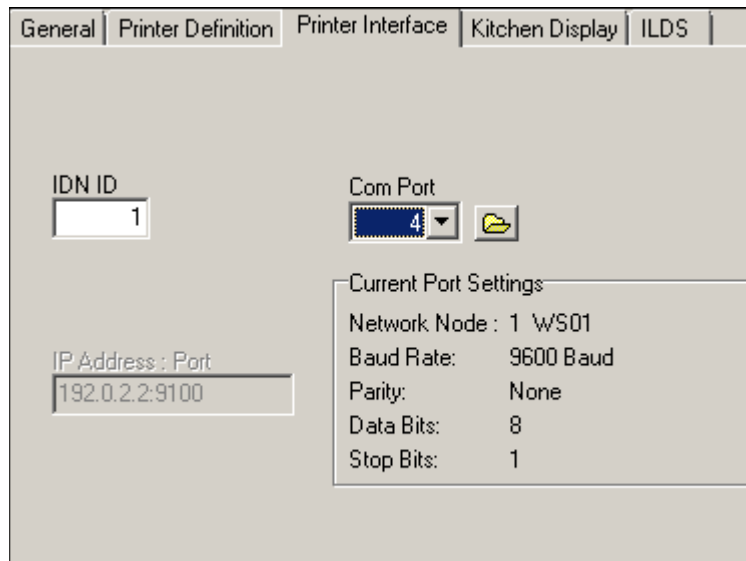 General Printer Definition Printer Interface Kitchen Display ILDS
IDN ID
1
Com Port
4
Current Port Settings
Network Node : 1 WS01
Baud Rate: 9600 Baud
Parity: None
Data Bits: 8
Stop Bits: 1
IP Address : Port
192.0.2.2:9100